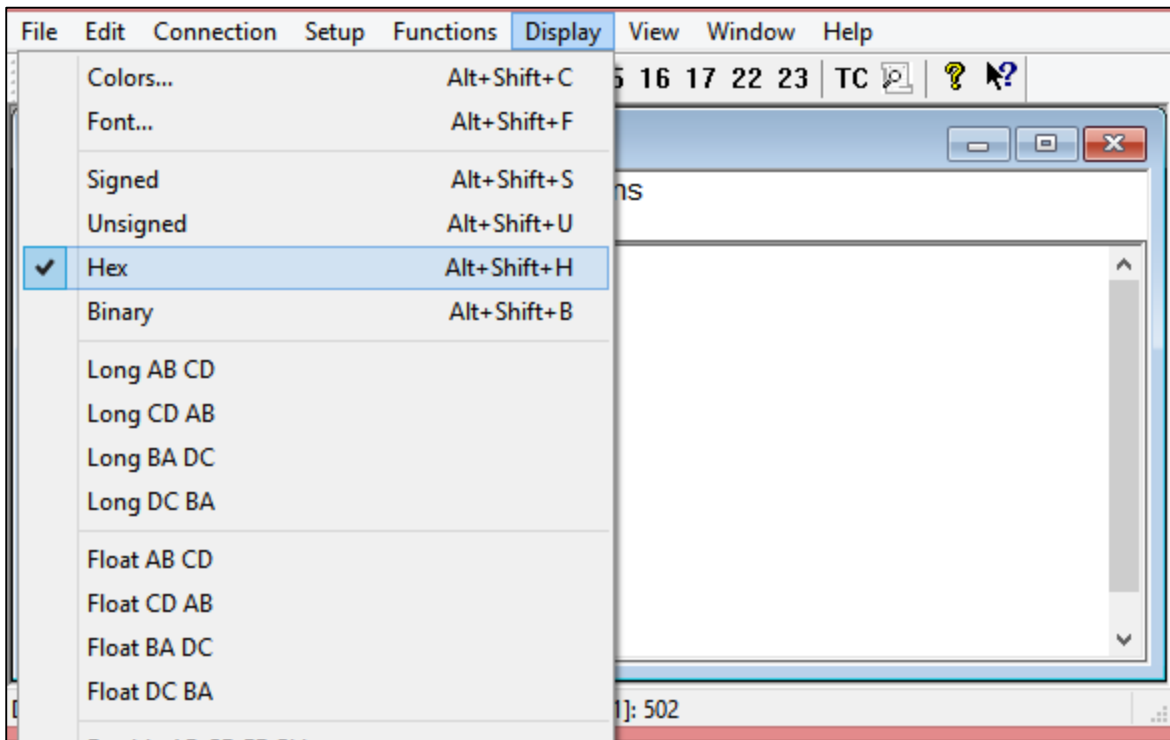 File Edit Connection Setup Functions Display View Window Help
Colors... Alt+Shift+C
16 17 22 23 TC
Font... Alt+Shift+F
Signed Alt+Shift+S
Unsigned Alt+Shift+U
Hex Alt+Shift+H
Binary Alt+Shift+B
Long AB CD
Long CD AB
Long BA DC
Long DC BA
Float AB CD
Float CD AB
Float BA DC
Float DC BA
1]: 502